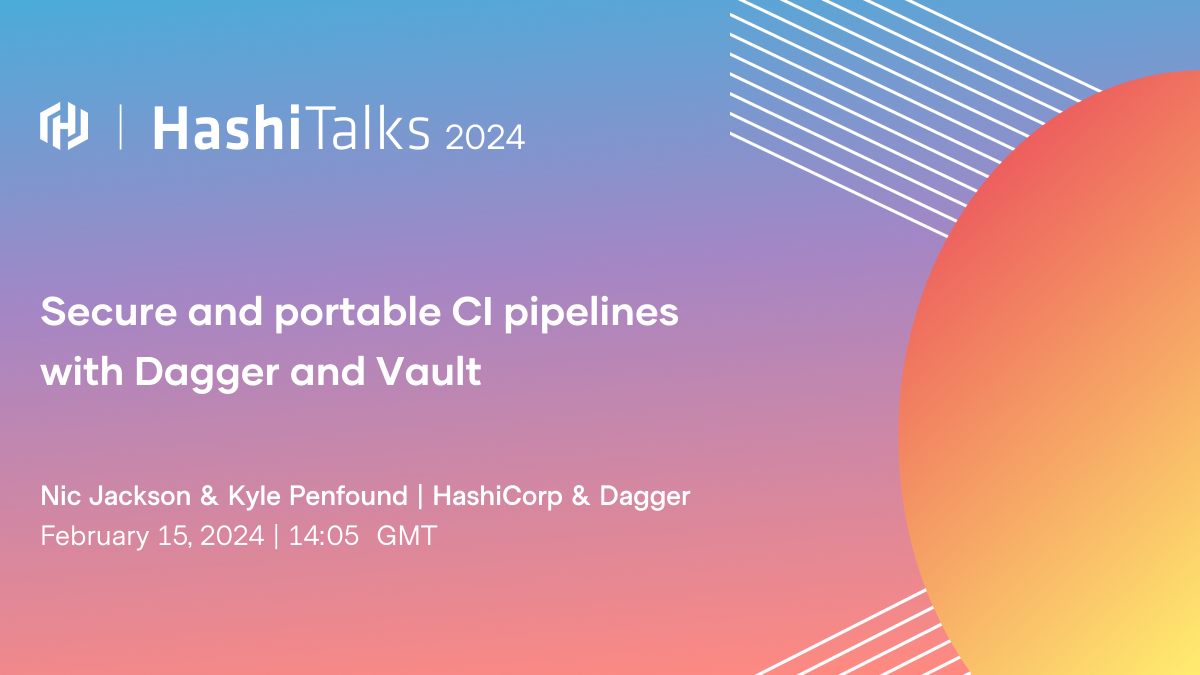 HashiTalks 2024
Secure and portable CI pipelines
with Dagger and Vault
Nic Jackson & Kyle Penfound | HashiCorp & Dagger
February 15, 2024 | 14:05 GMT